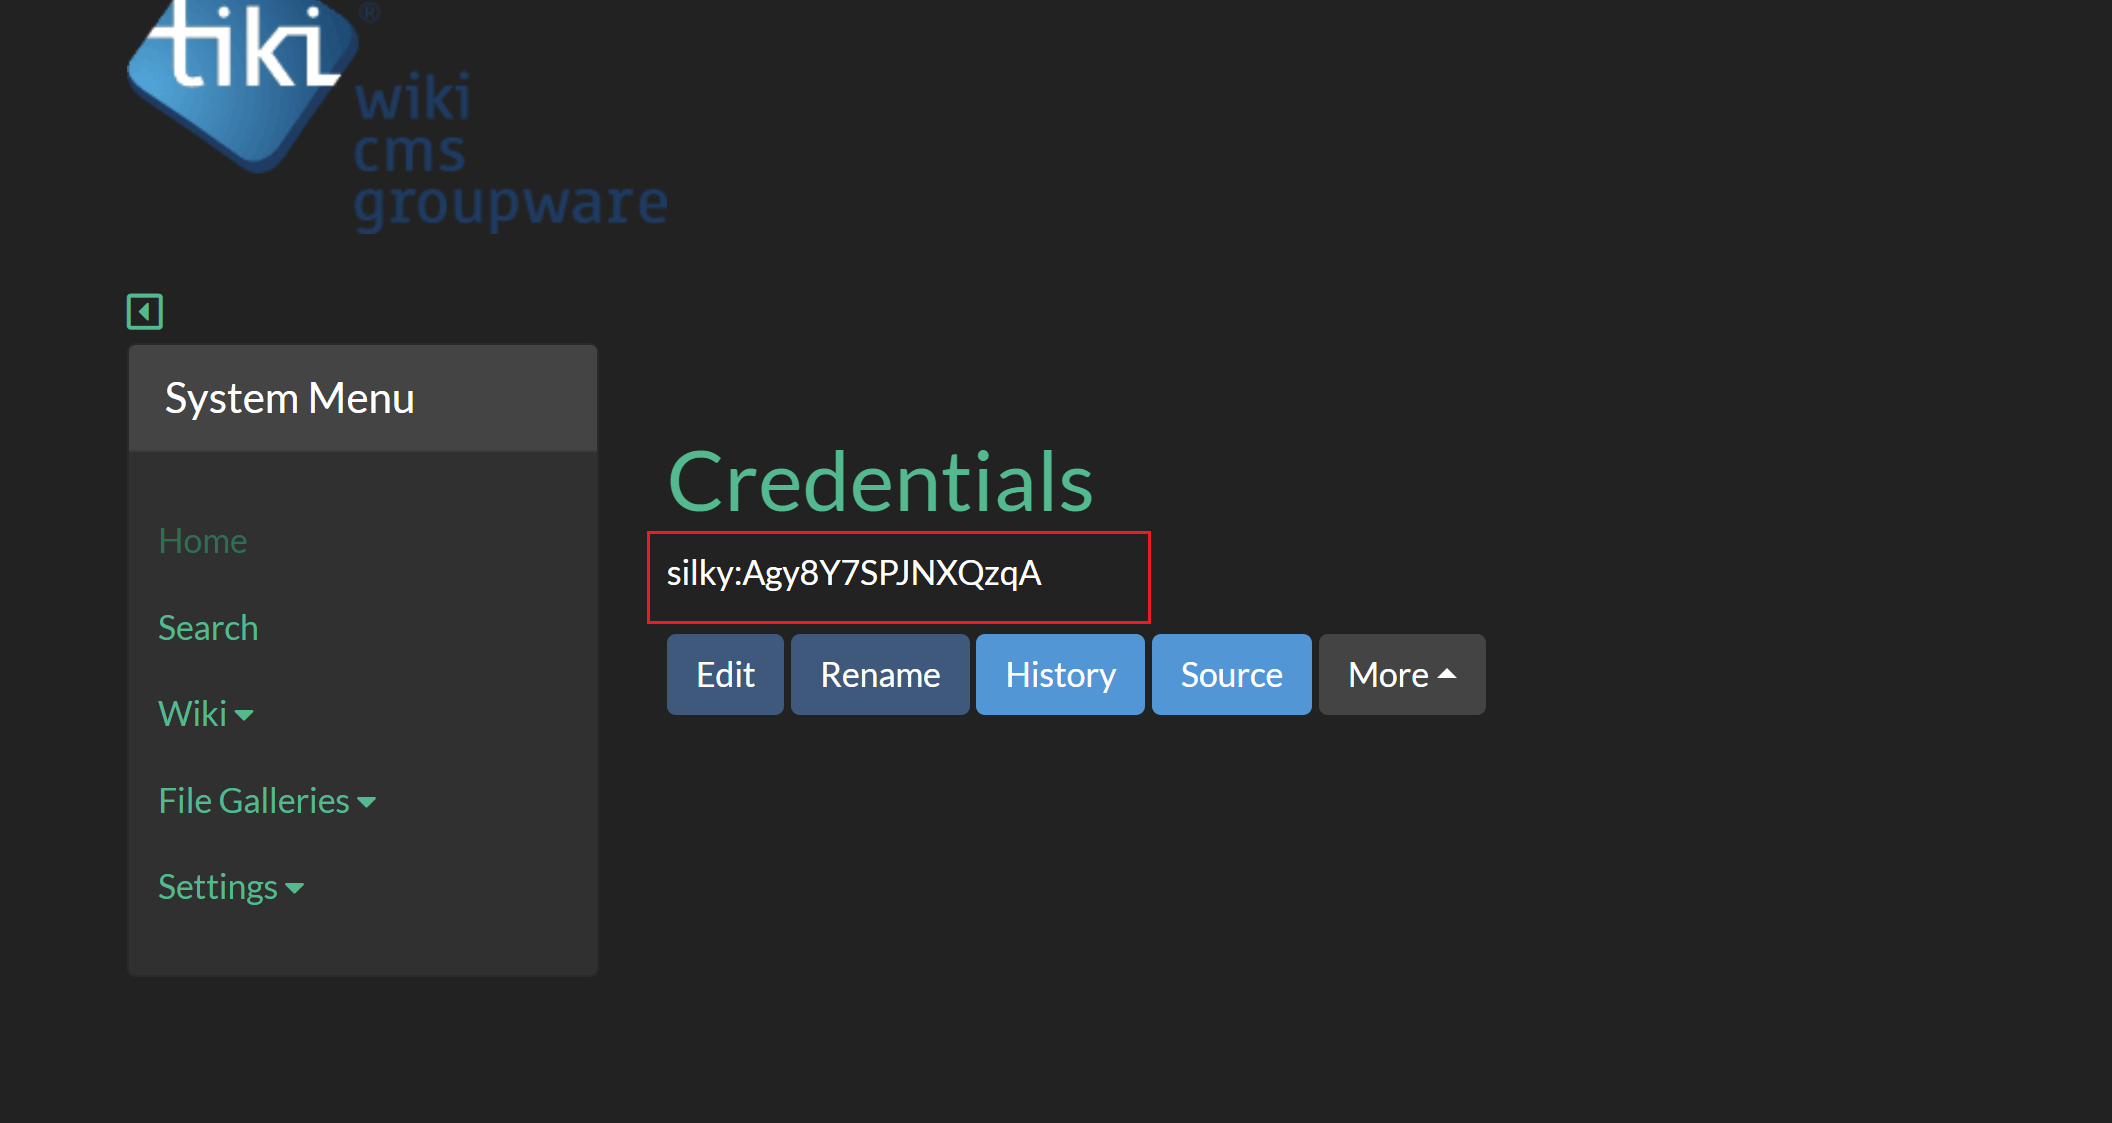 tiki®
wiki
cms
groupware
System Menu
Home
Search
Wiki
File Galleries
Settings
Credentials
silky:Agy8Y7SPJNXQzqA
Edit Rename History Source More